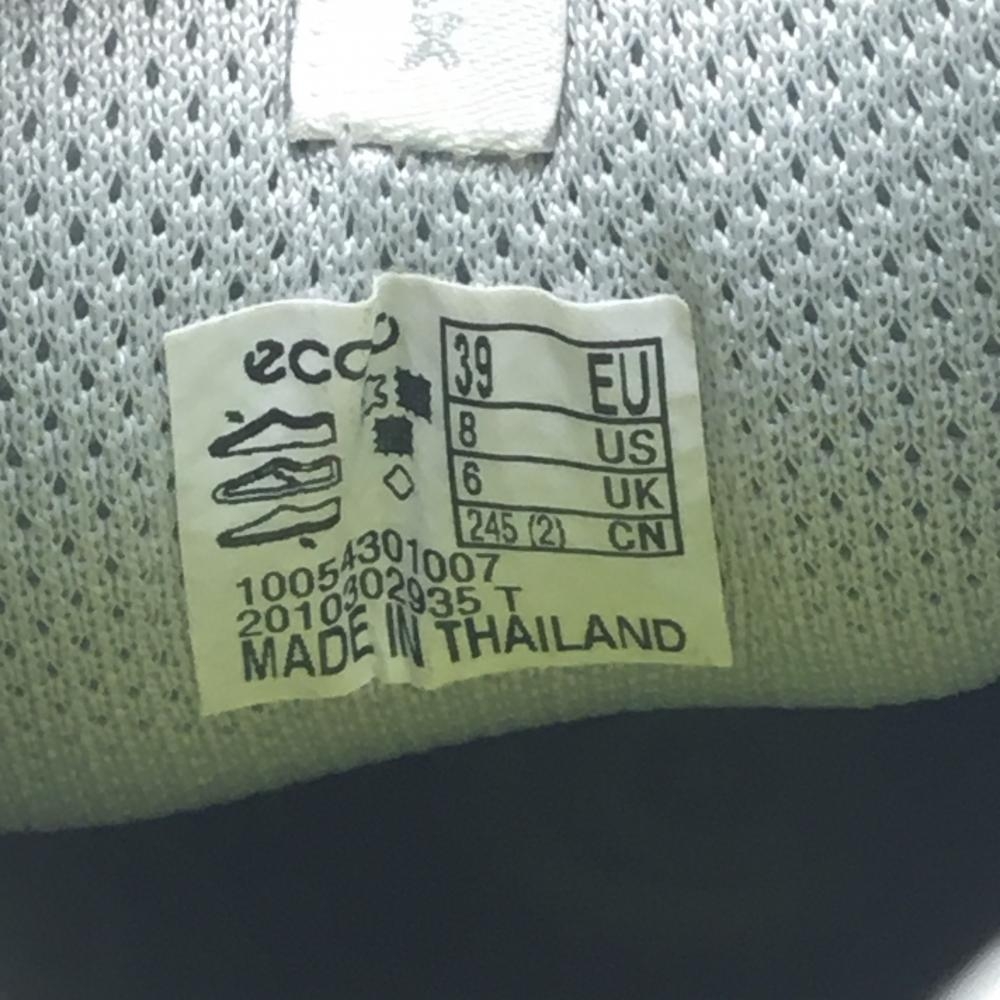 ecco
39 EU
8 US
6 UK
245 (2) CN
10054301007
2010302935 T
MADE IN THAILAND